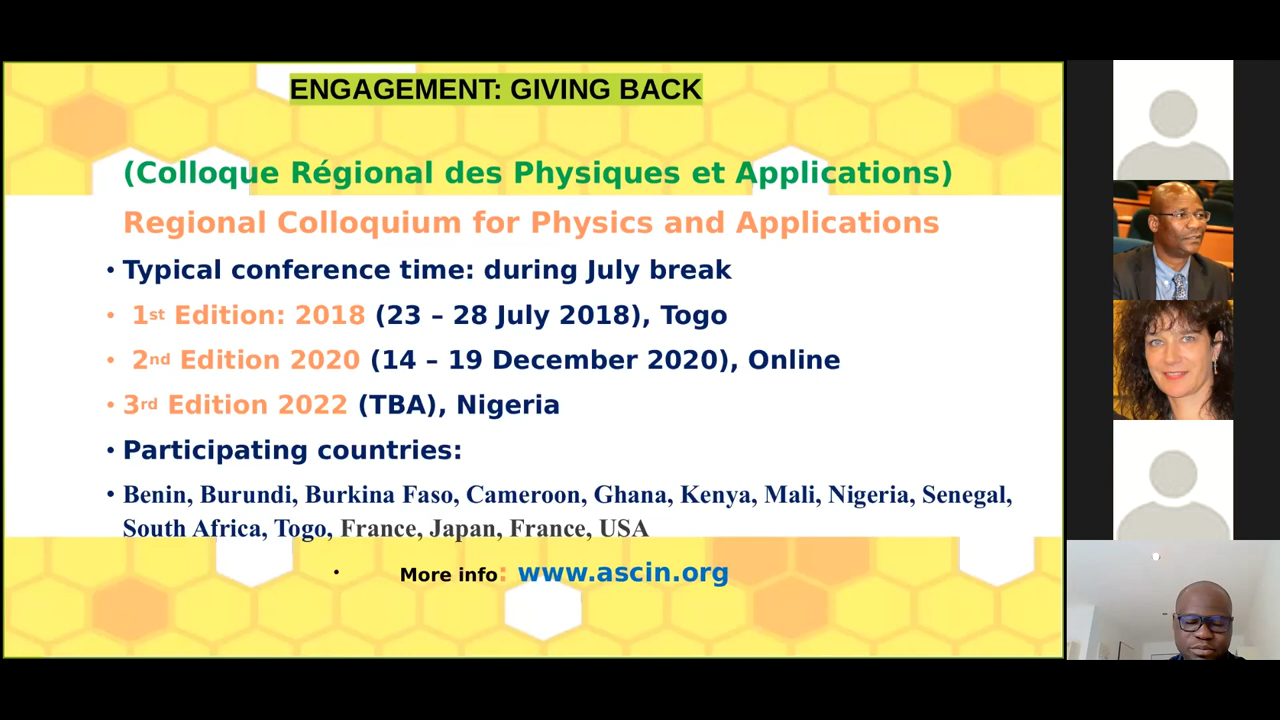 ENGAGEMENT: GIVING BACK
(Colloque Régional des Physiques et Applications)
Regional Colloquium for Physics and Applications
• Typical conference time: during July break
• 1st Edition: 2018 (23 – 28 July 2018), Togo
• 2nd Edition 2020 (14 – 19 December 2020), Online
• 3rd Edition 2022 (TBA), Nigeria
• Participating countries:
• Benin, Burundi, Burkina Faso, Cameroon, Ghana, Kenya, Mali, Nigeria, Senegal,
South Africa, Togo, France, Japan, France, USA
• More info: www.ascin.org